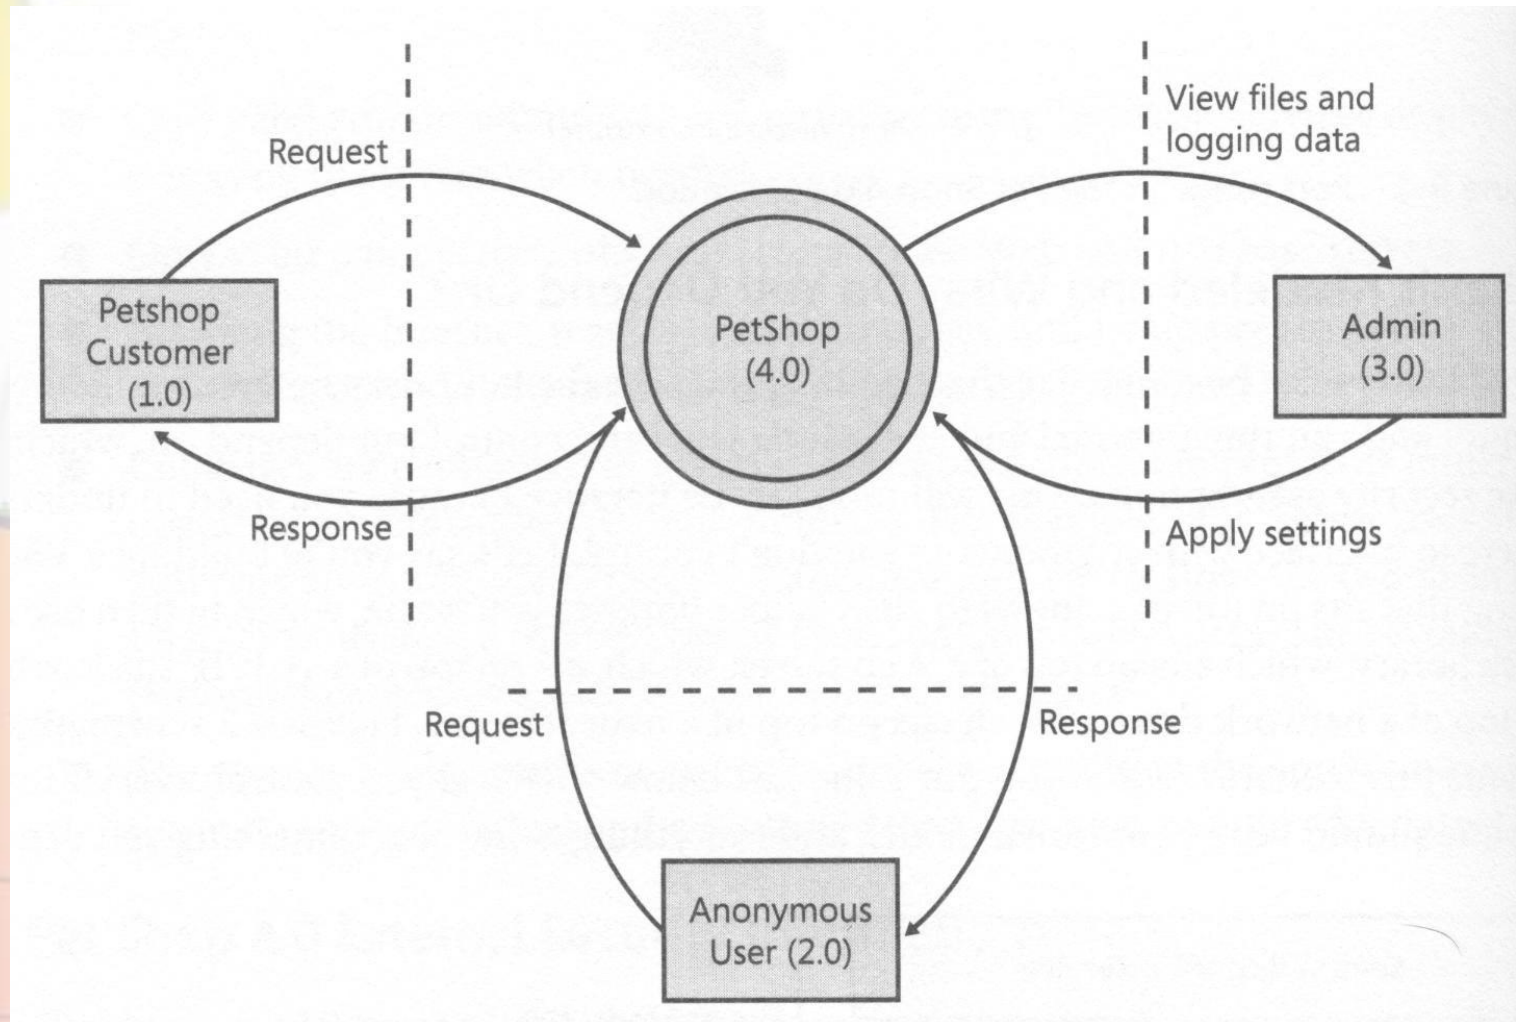 Request
View files and
logging data
Petshop
Customer
(1.0)
PetShop
(4.0)
Admin
(3.0)
Response
Apply settings
Request
Response
Anonymous
User (2.0)